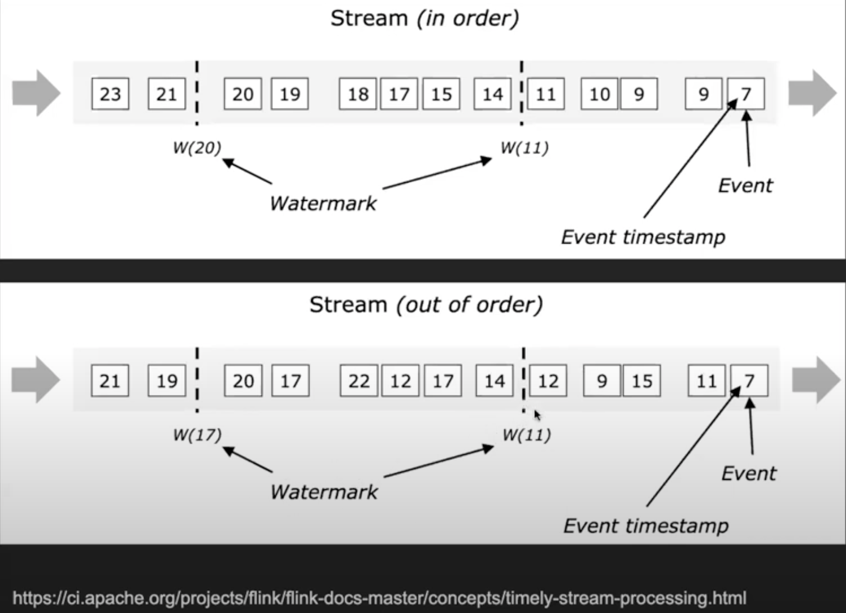 Stream (in order)
23 21 20 19 18 17 15 14 11 10 9 9 7
W(20) W(11)
Watermark
Event
Event timestamp
Stream (out of order)
21 19 20 17 22 12 17 14 12 9 15 11 7
W(17) W(11)
Watermark
Event
Event timestamp
https://ci.apache.org/projects/flink/flink-docs-master/concepts/timely-stream-processing.html